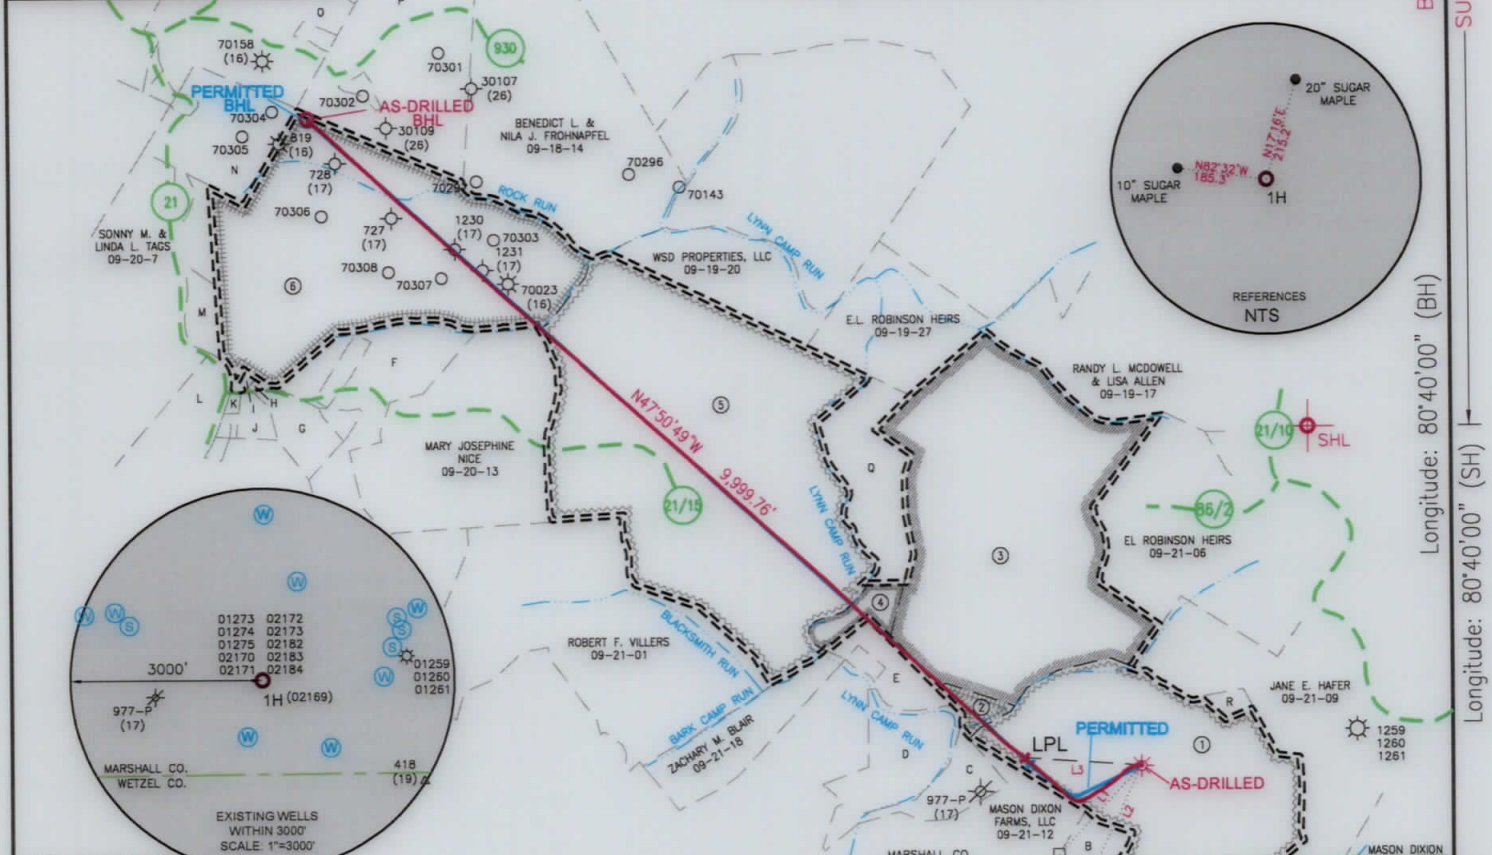 O
70158
(16)
70301
930
30107
(26)
PERMITTED
BHL
70302
AS-DRILLED
BHL
70304
70305
819
(16)
30109
(26)
BENEDICT L. &
NILA J. FROHNAPFEL
09-18-14
N
728
(17)
70296
70143
ROCK RUN
21
70306
727
(17)
1230
(17)
70303
1231
(17)
SONNY M. &
LINDA L. TAGS
09-20-7
70308
70307
70023
(16)
6
M
WSD PROPERTIES, LLC
09-19-20
LYNN CAMP RUN
E.L. ROBINSON HEIRS
09-19-27
20" SUGAR
MAPLE
N17°16'E
215.2'
N82°32'W
185.3'
10" SUGAR
MAPLE
1H
REFERENCES
NTS
F
L
K
I
H
J
G
5
N47°50'49"W
9,999.76'
RANDY L. MCDOWELL
& LISA ALLEN
09-19-17
21/10
SHL
MARY JOSEPHINE
NICE
09-20-13
21/15
Q
LYNN CAMP RUN
86/2
3
EL ROBINSON HEIRS
09-21-06
Longitude: 80°40'00" (BH)
Longitude: 80°40'00" (SH)
W
W
W
W
S
W
S
S
S
W
01273 02172
01274 02173
01275 02182
02170 02183
02171 02184
3000'
1H (02169)
01259
01260
01261
977-P
(17)
W
W
MARSHALL CO.
WETZEL CO.
418
(19)
EXISTING WELLS
WITHIN 3000'
SCALE: 1"=3000'
4
ROBERT F. VILLERS
09-21-01
BLACKSMITH RUN
BARK CAMP RUN
ZACHARY M. BLAIR
09-21-18
E
LYNN CAMP RUN
D
2
JANE E. HAFER
09-21-09
R
PERMITTED
1
LPL
L3
AS-DRILLED
L1
L2
C
977-P
(17)
MASON DIXON
FARMS, LLC
09-21-12
B
1259
1260
1261
MARSHALL CO.
MASON DIXON